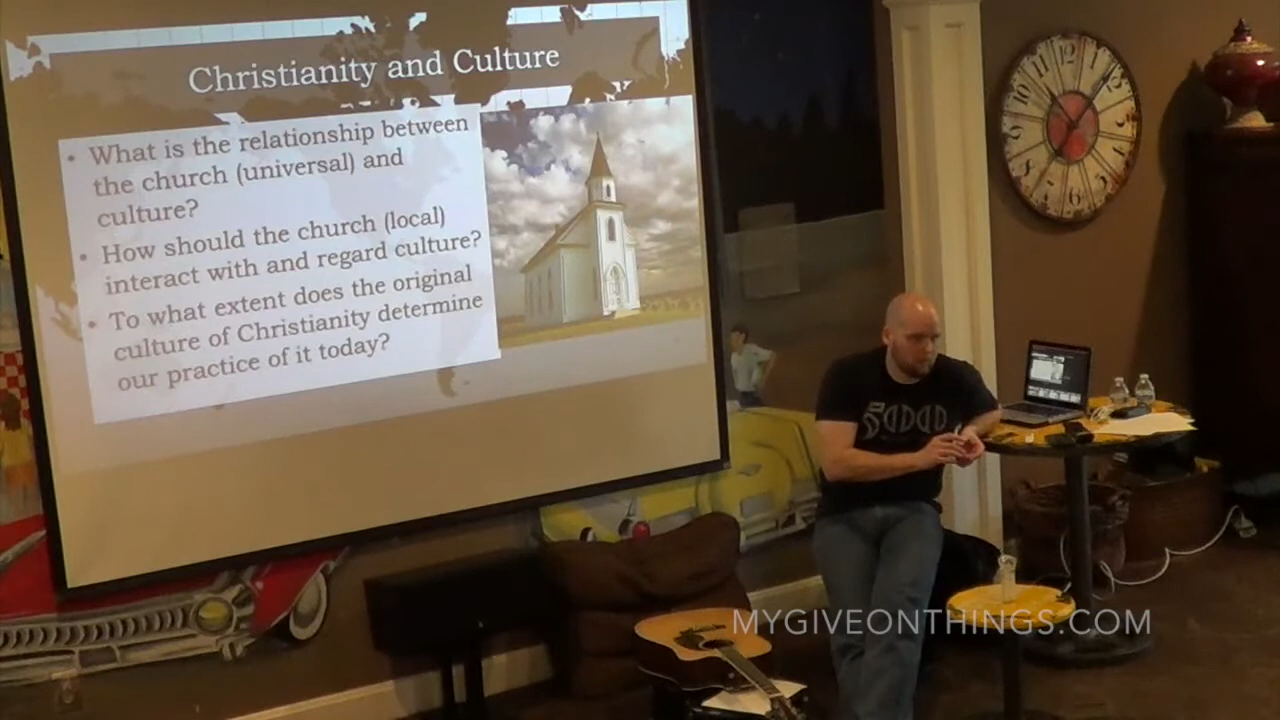 Christianity and Culture
• What is the relationship between
the church (universal) and
culture?
• How should the church (local)
interact with and regard culture?
• To what extent does the original
culture of Christianity determine
our practice of it today?
MYGIVEONTHINGS.COM